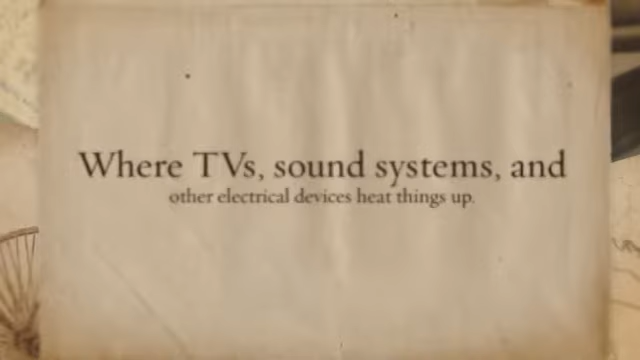 Where TVs, sound systems, and
other electrical devices heat things up.